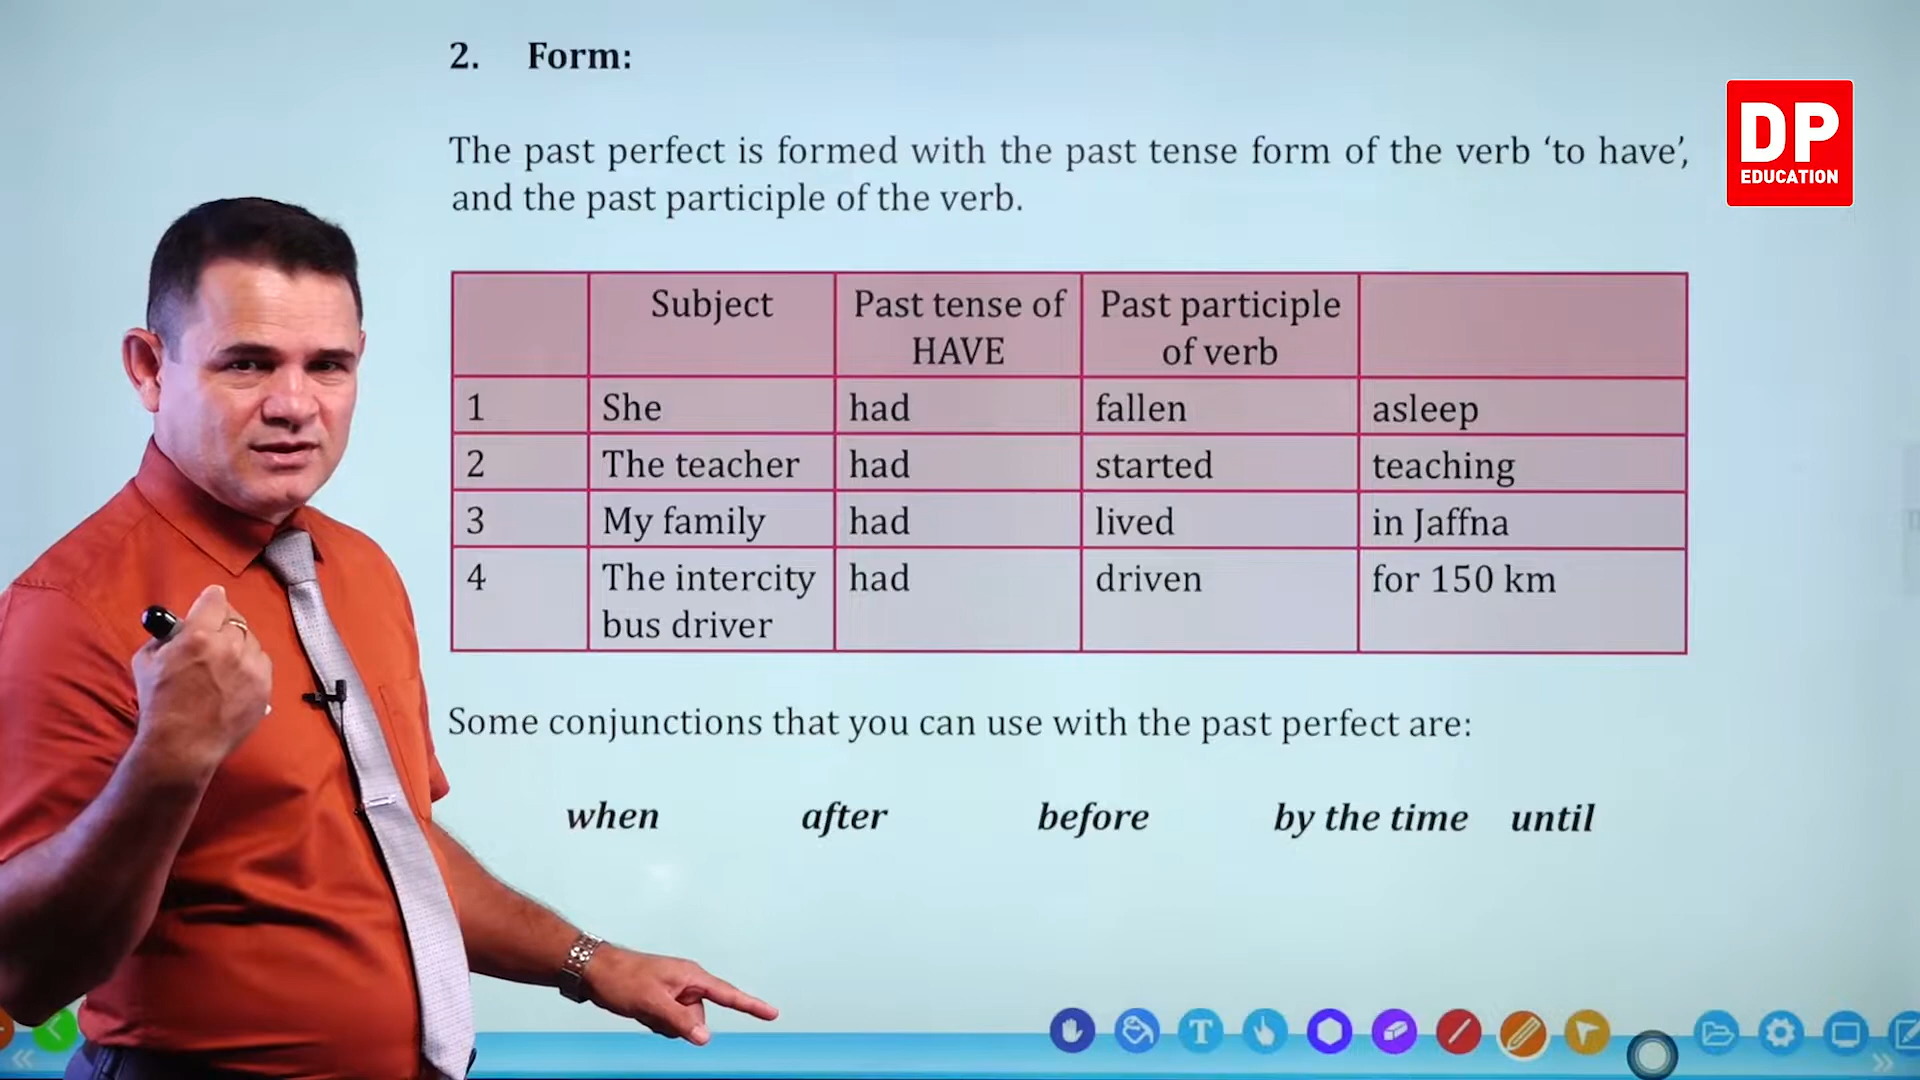 2. Form:
DP
EDUCATION
The past perfect is formed with the past tense form of the verb ‘to have’,
and the past participle of the verb.
Subject Past tense of HAVE Past participle of verb
1 She had fallen asleep
2 The teacher had started teaching
3 My family had lived in Jaffna
4 The intercity bus driver had driven for 150 km
Some conjunctions that you can use with the past perfect are:
when after before by the time until
T